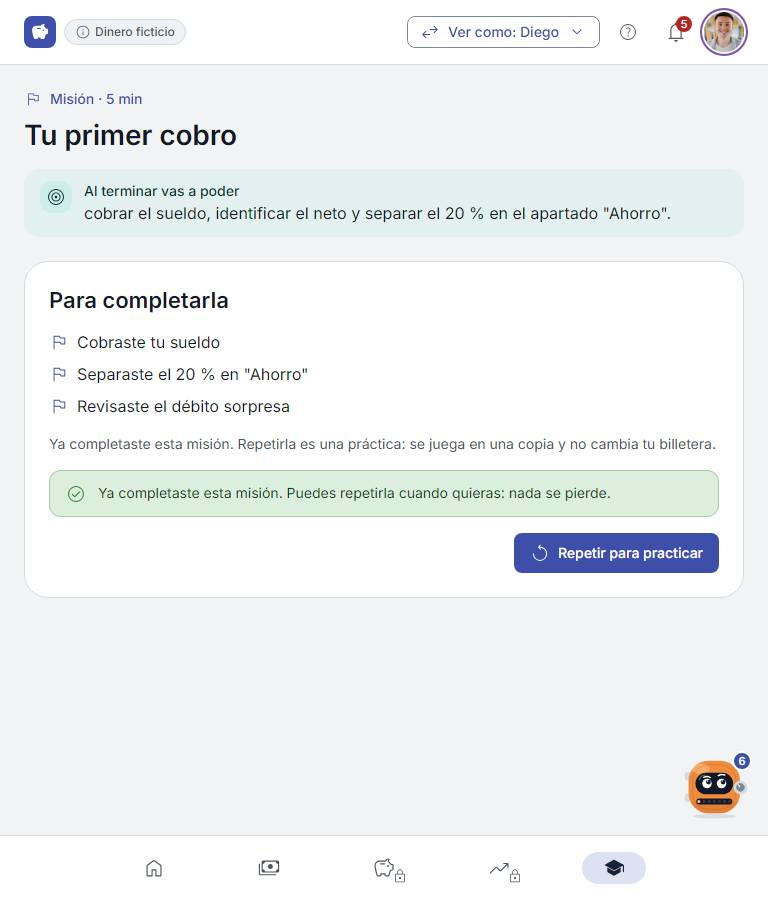 Dinero ficticio
Ver como: Diego
5
Misión · 5 min
Tu primer cobro
Al terminar vas a poder
cobrar el sueldo, identificar el neto y separar el 20 % en el apartado "Ahorro".
Para completarla
Cobraste tu sueldo
Separaste el 20 % en "Ahorro"
Revisaste el débito sorpresa
Ya completaste esta misión. Repetirla es una práctica: se juega en una copia y no cambia tu billetera.
Ya completaste esta misión. Puedes repetirla cuando quieras: nada se pierde.
Repetir para practicar
6